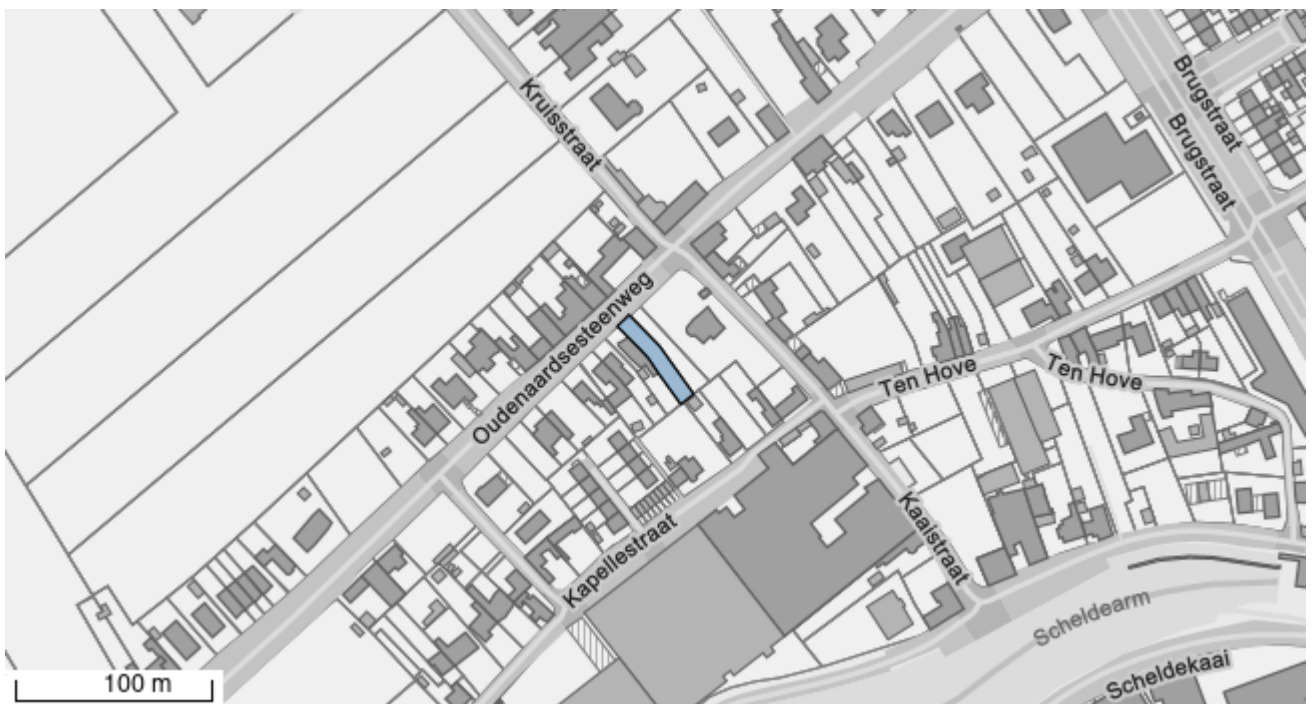 Kruisstraat
Brugstraat
Brugstraat
Oudenaardsesteenweg
Ten Hove
Ten Hove
Kapellestraat
Kaaistraat
Scheldearm
Scheldekaai
100 m